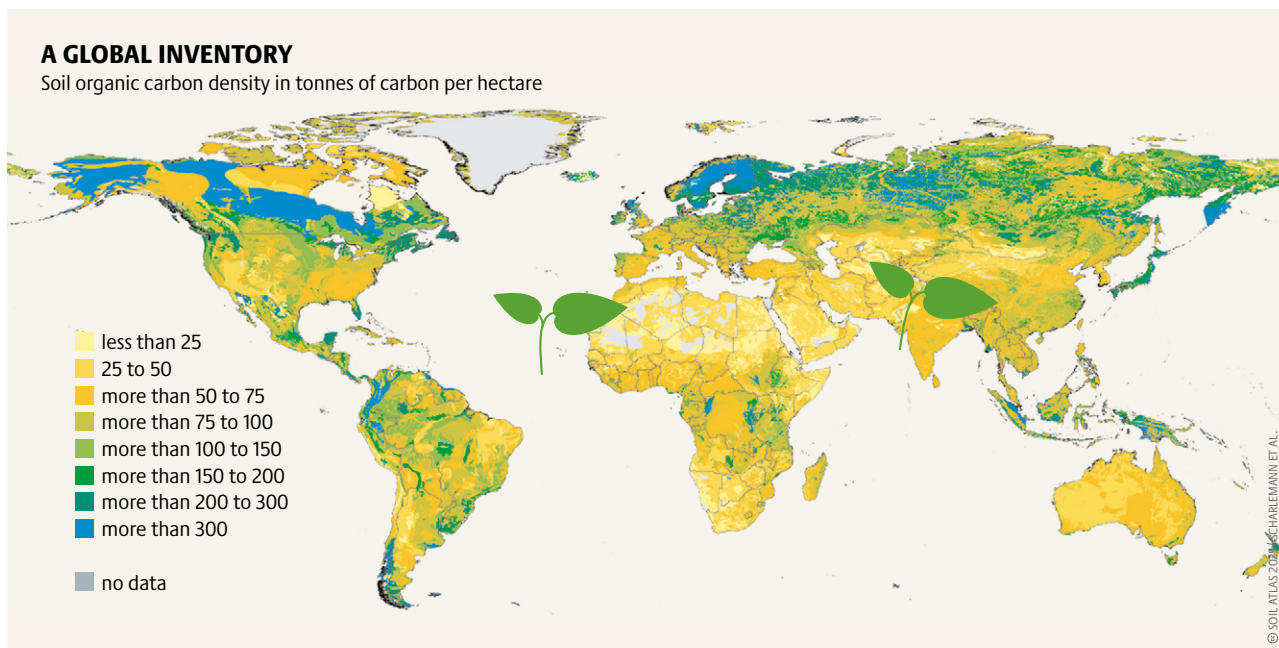 A GLOBAL INVENTORY
Soil organic carbon density in tonnes of carbon per hectare
less than 25
25 to 50
more than 50 to 75
more than 75 to 100
more than 100 to 150
more than 150 to 200
more than 200 to 300
more than 300
no data
SOIL ATLAS SCHARLEMANN ET AL.